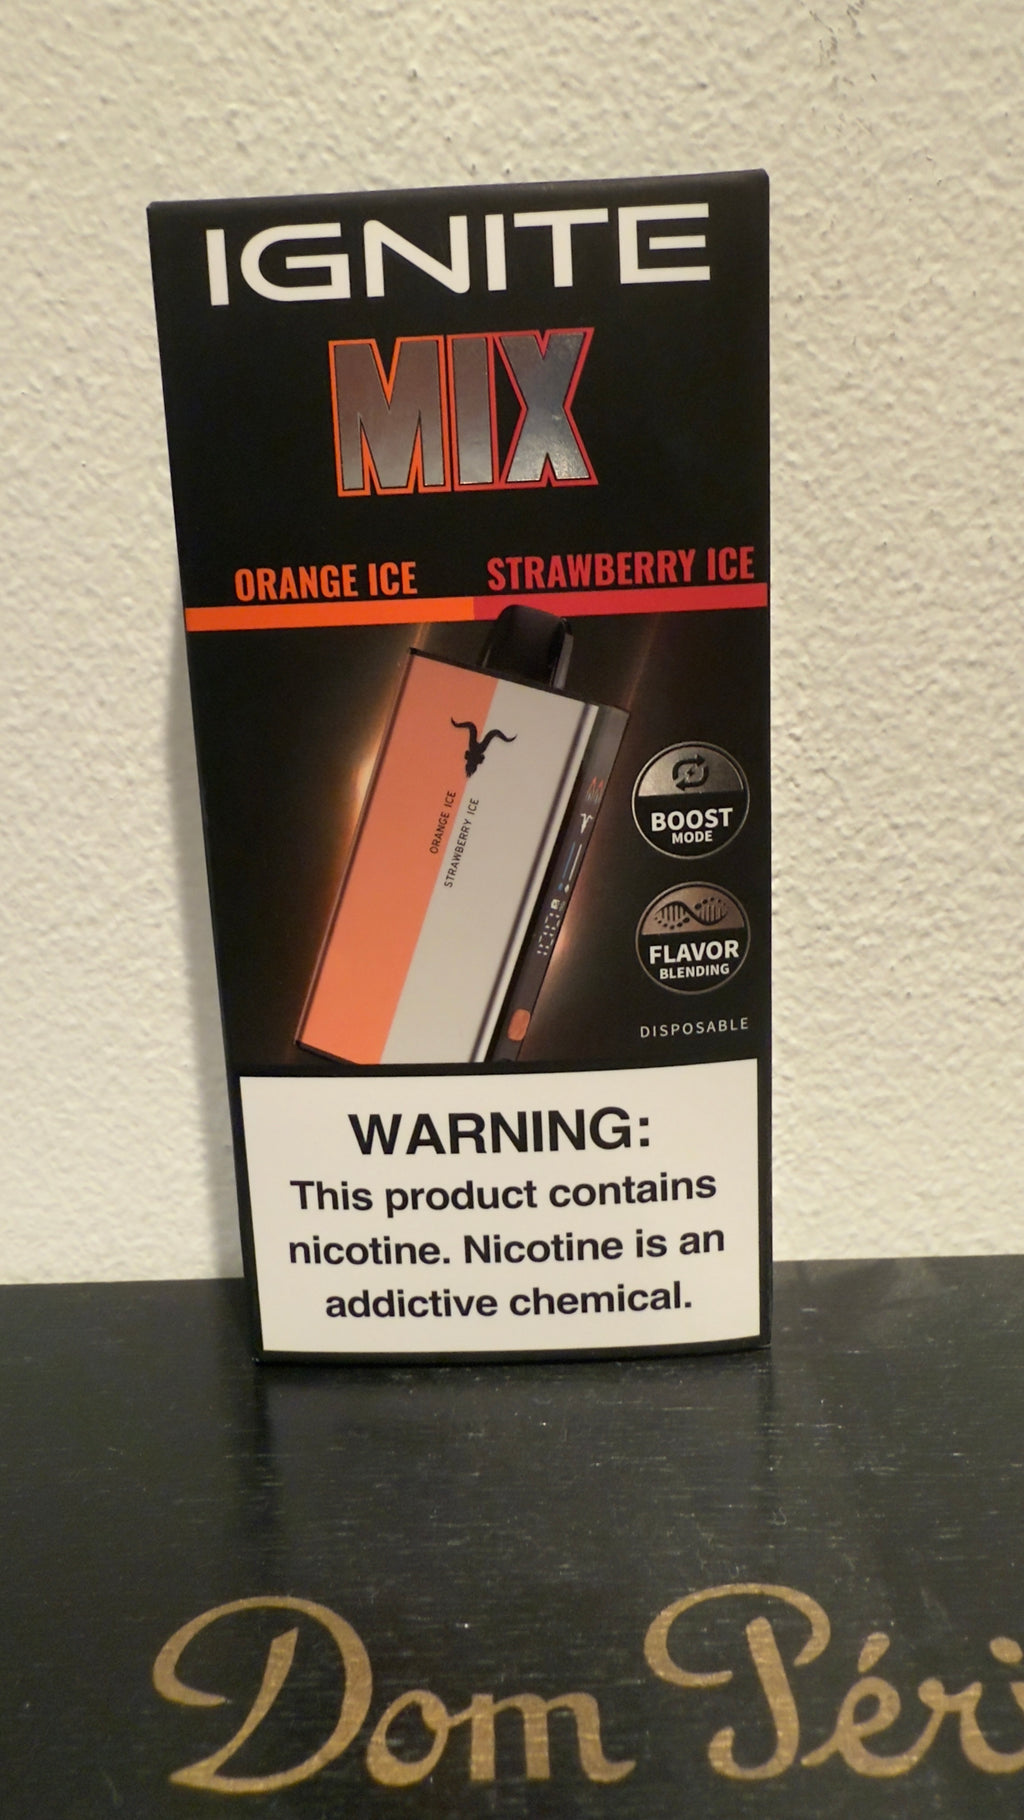 IGNITE
MIX
ORANGE ICE STRAWBERRY ICE
ORANGE ICE
STRAWBERRY ICE
BOOST
MODE
FLAVOR
BLENDING
DISPOSABLE
WARNING:
This product contains
nicotine. Nicotine is an
addictive chemical.
Dom Péri